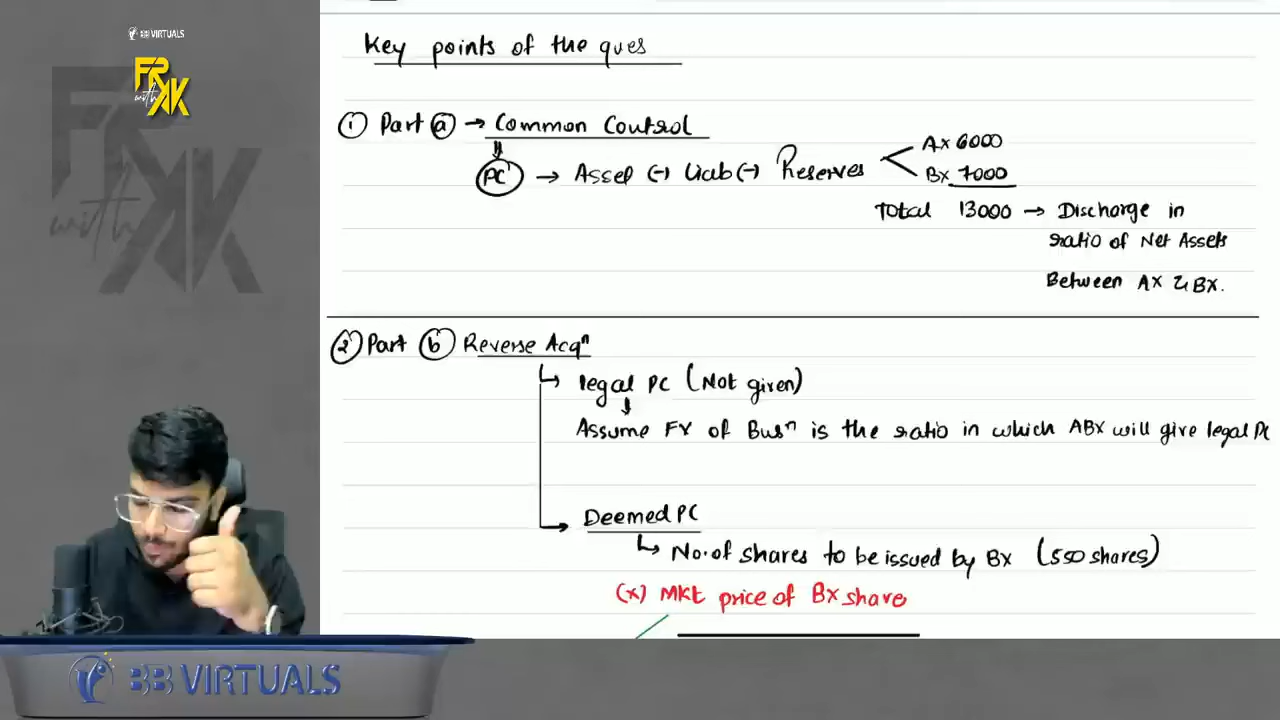 BB VIRTUALS
FR
with
AK
Key points of the ques
① Part ⓐ → Common Control
PC → Asset (-) Liab (-) Reserves
AX 6000
BX 7000
Total 13000 → Discharge in
ratio of Net Assets
Between AX & BX.
② Part ⓑ Reverse Acqⁿ
legal PC (Not given)
Assume FV of Busⁿ is the ratio in which ABX will give legal PC
Deemed PC
No. of shares to be issued by BX (550 shares)
(x) MKt price of BX share
BB VIRTUALS